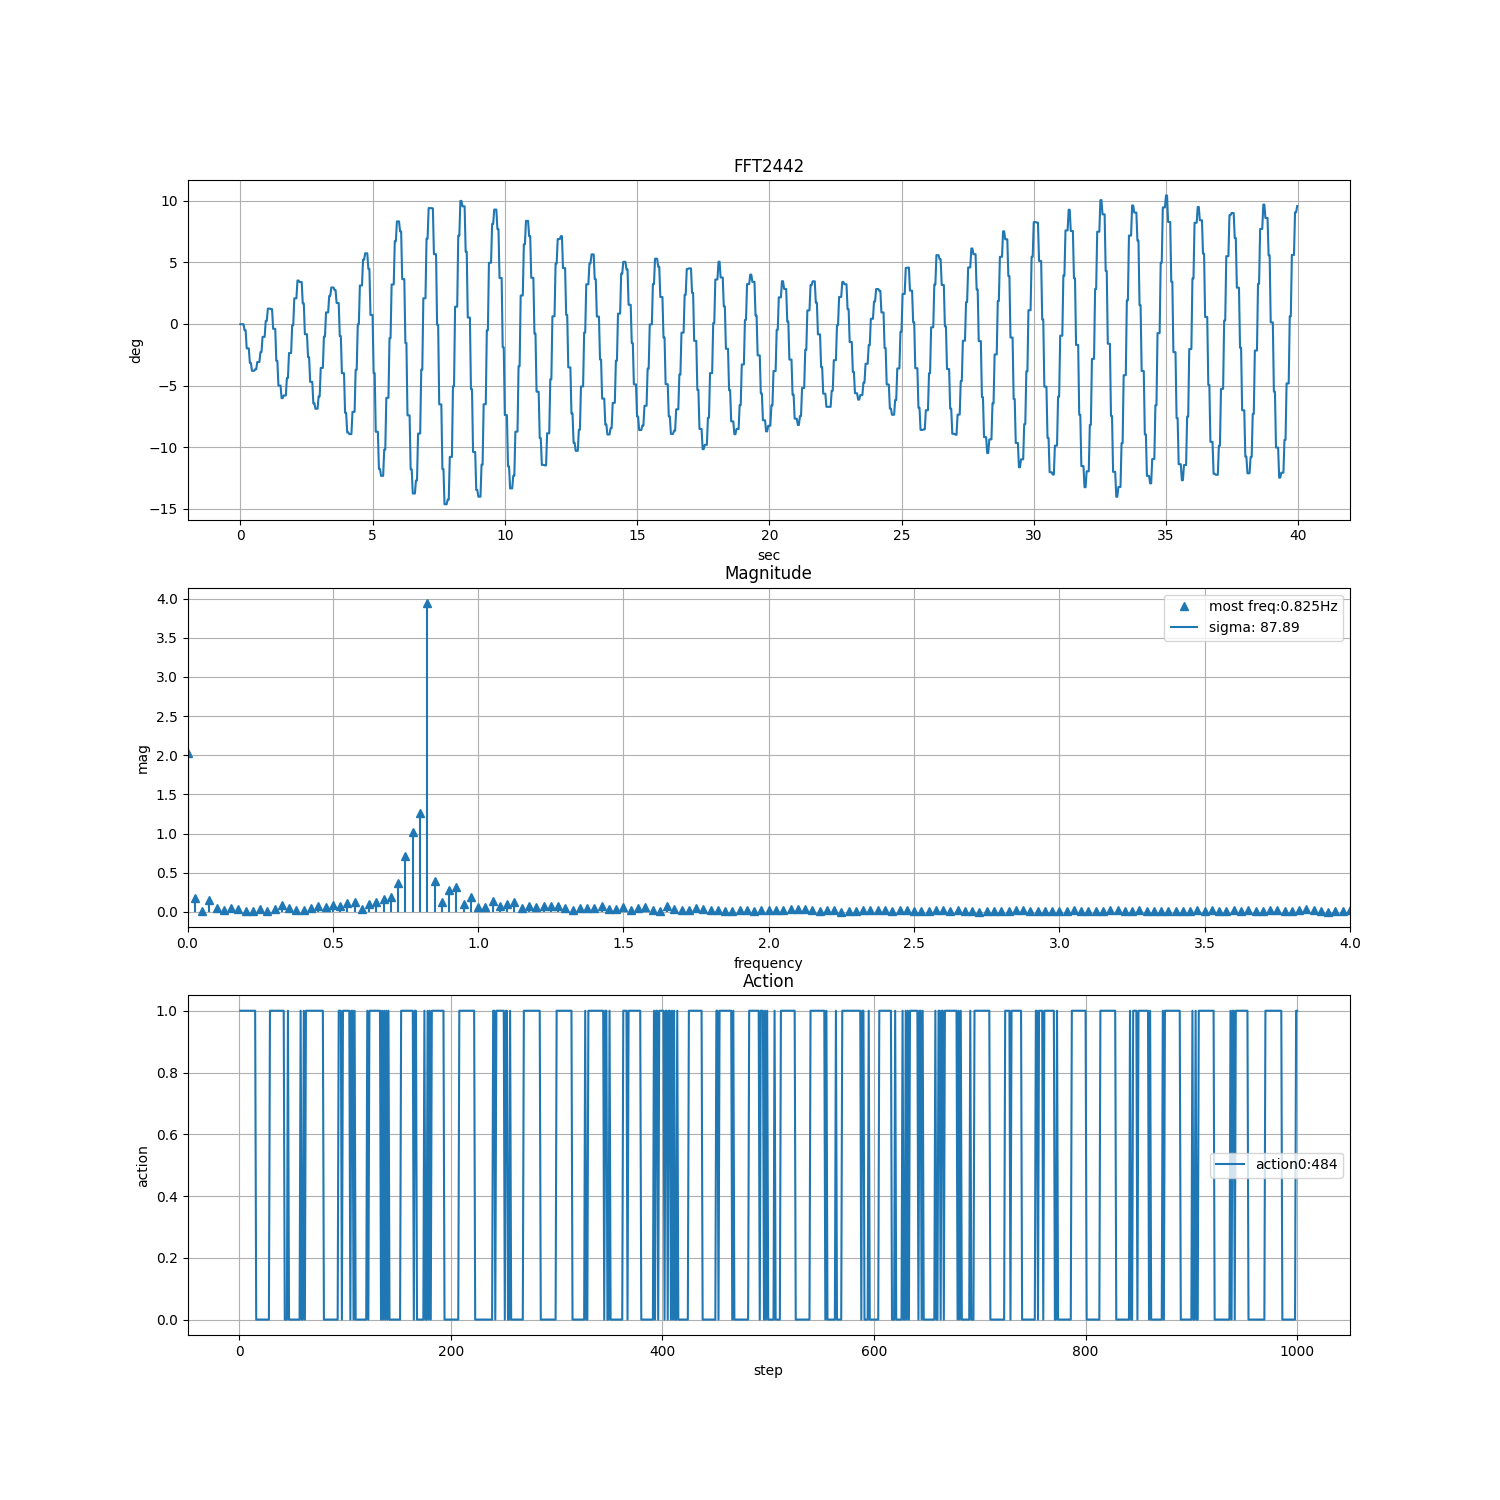 FFT2442
10
5
0
−5
−10
−15
deg
0 5 10 15 20 25 30 35 40
sec
Magnitude
4.0
3.5
3.0
2.5
2.0
1.5
1.0
0.5
0.0
mag
most freq:0.825Hz
sigma: 87.89
0.0 0.5 1.0 1.5 2.0 2.5 3.0 3.5 4.0
frequency
Action
1.0
0.8
0.6
0.4
0.2
0.0
action
action0:484
0 200 400 600 800 1000
step